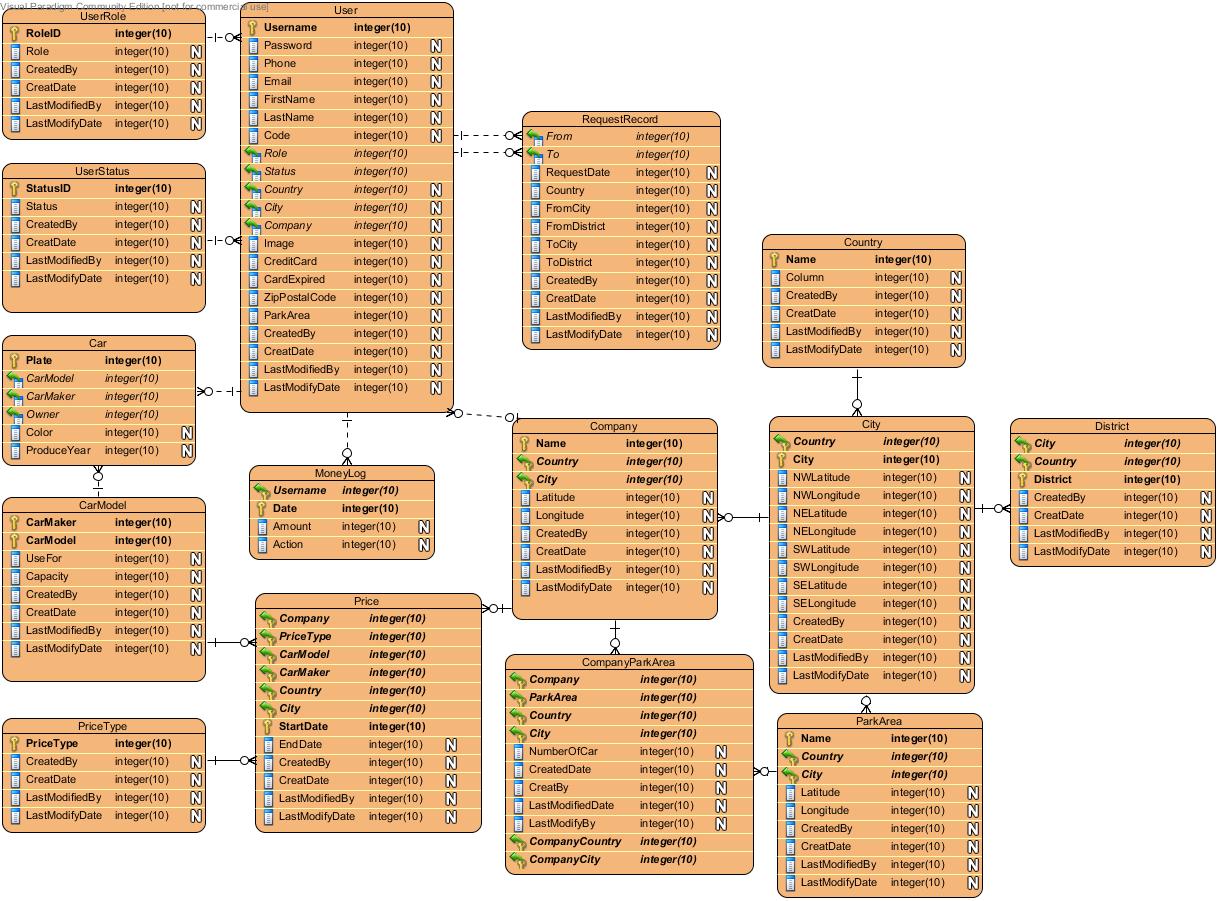 Visual Paradigm Community Edition [not for commercial use]
UserRole
RoleID integer(10)
Role integer(10) N
CreatedBy integer(10) N
CreatDate integer(10) N
LastModifiedBy integer(10) N
LastModifyDate integer(10) N
UserStatus
StatusID integer(10)
Status integer(10) N
CreatedBy integer(10) N
CreatDate integer(10) N
LastModifiedBy integer(10) N
LastModifyDate integer(10) N
Car
Plate integer(10)
CarModel integer(10)
CarMaker integer(10)
Owner integer(10)
Color integer(10) N
ProduceYear integer(10) N
CarModel
CarMaker integer(10)
CarModel integer(10)
UseFor integer(10) N
Capacity integer(10) N
CreatedBy integer(10) N
CreatDate integer(10) N
LastModifiedBy integer(10) N
LastModifyDate integer(10) N
PriceType
PriceType integer(10)
CreatedBy integer(10) N
CreatDate integer(10) N
LastModifiedBy integer(10) N
LastModifyDate integer(10) N
User
Username integer(10)
Password integer(10) N
Phone integer(10) N
Email integer(10) N
FirstName integer(10) N
LastName integer(10) N
Code integer(10) N
Role integer(10)
Status integer(10)
Country integer(10) N
City integer(10) N
Company integer(10) N
Image integer(10) N
CreditCard integer(10) N
CardExpired integer(10) N
ZipPostalCode integer(10) N
ParkArea integer(10) N
CreatedBy integer(10) N
CreatDate integer(10) N
LastModifiedBy integer(10) N
LastModifyDate integer(10) N
MoneyLog
Username integer(10)
Date integer(10)
Amount integer(10) N
Action integer(10) N
Price
Company integer(10)
PriceType integer(10)
CarModel integer(10)
CarMaker integer(10)
Country integer(10)
City integer(10)
StartDate integer(10)
EndDate integer(10) N
CreatedBy integer(10) N
CreatDate integer(10) N
LastModifiedBy integer(10) N
LastModifyDate integer(10) N
RequestRecord
From integer(10)
To integer(10)
RequestDate integer(10) N
Country integer(10) N
FromCity integer(10) N
FromDistrict integer(10) N
ToCity integer(10) N
ToDistrict integer(10) N
CreatedBy integer(10) N
CreatDate integer(10) N
LastModifiedBy integer(10) N
LastModifyDate integer(10) N
Company
Name integer(10)
Country integer(10)
City integer(10)
Latitude integer(10) N
Longitude integer(10) N
CreatedBy integer(10) N
CreatDate integer(10) N
LastModifiedBy integer(10) N
LastModifyDate integer(10) N
CompanyParkArea
Company integer(10)
ParkArea integer(10)
Country integer(10)
City integer(10)
NumberOfCar integer(10) N
CreatedDate integer(10) N
CreatBy integer(10) N
LastModifiedDate integer(10) N
LastModifyBy integer(10) N
CompanyCountry integer(10)
CompanyCity integer(10)
Country
Name integer(10)
Column integer(10) N
CreatedBy integer(10) N
CreatDate integer(10) N
LastModifiedBy integer(10) N
LastModifyDate integer(10) N
City
Country integer(10)
City integer(10)
NWLatitude integer(10) N
NWLongitude integer(10) N
NELatitude integer(10) N
NELongitude integer(10) N
SWLatitude integer(10) N
SWLongitude integer(10) N
SELatitude integer(10) N
SELongitude integer(10) N
CreatedBy integer(10) N
CreatDate integer(10) N
LastModifiedBy integer(10) N
LastModifyDate integer(10) N
ParkArea
Name integer(10)
Country integer(10)
City integer(10)
Latitude integer(10) N
Longitude integer(10) N
CreatedBy integer(10) N
CreatDate integer(10) N
LastModifiedBy integer(10) N
LastModifyDate integer(10) N
District
City integer(10)
Country integer(10)
District integer(10)
CreatedBy integer(10) N
CreatDate integer(10) N
LastModifiedBy integer(10) N
LastModifyDate integer(10) N